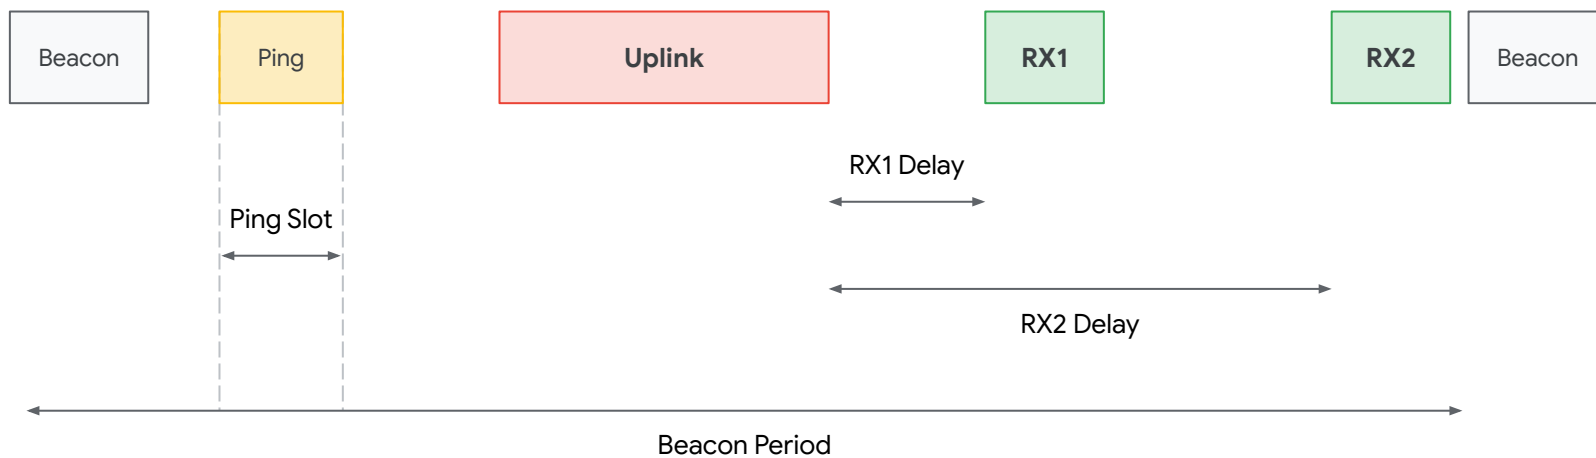 Beacon
Ping
Uplink
RX1
RX2
Beacon
RX1 Delay
Ping Slot
RX2 Delay
Beacon Period